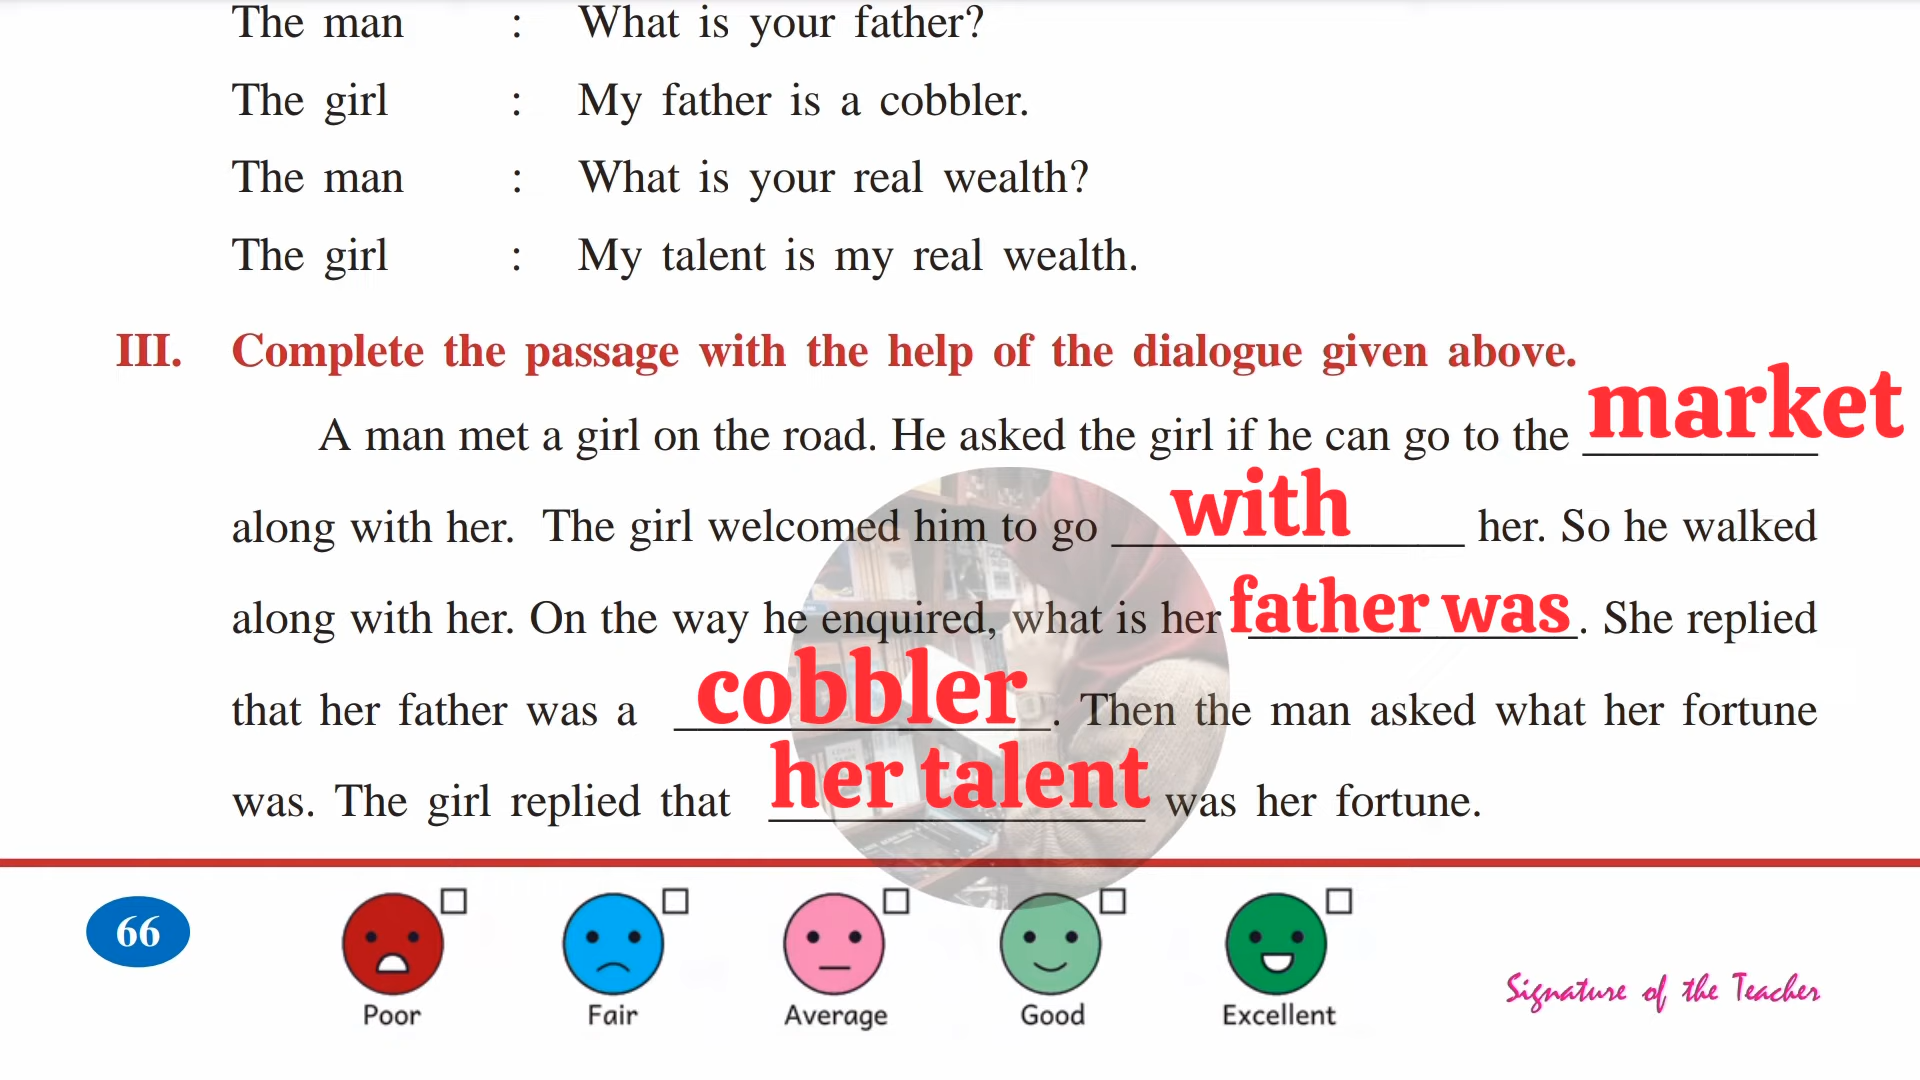 The man : What is your father?
The girl : My father is a cobbler.
The man : What is your real wealth?
The girl : My talent is my real wealth.
III. Complete the passage with the help of the dialogue given above.
A man met a girl on the road. He asked the girl if he can go to the market
along with her. The girl welcomed him to go with her. So he walked
along with her. On the way he enquired, what is her father was. She replied
that her father was a cobbler. Then the man asked what her fortune
was. The girl replied that her talent was her fortune.
66
Poor Fair Average Good Excellent
Signature of the Teacher